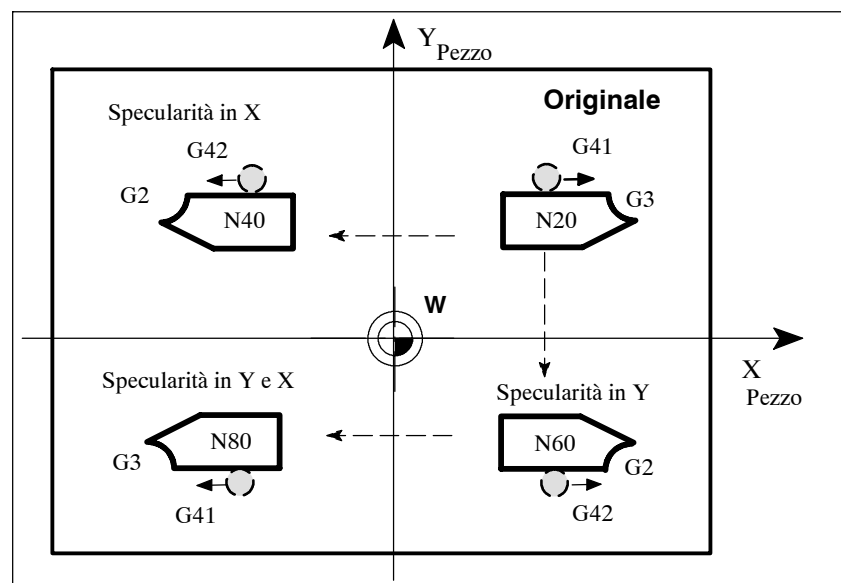 Y
Pezzo
Originale
Specularità in X
G42
G41
G2
G3
N40
N20
W
X
Pezzo
Specularità in Y e X
Specularità in Y
N80
N60
G3
G2
G41
G42